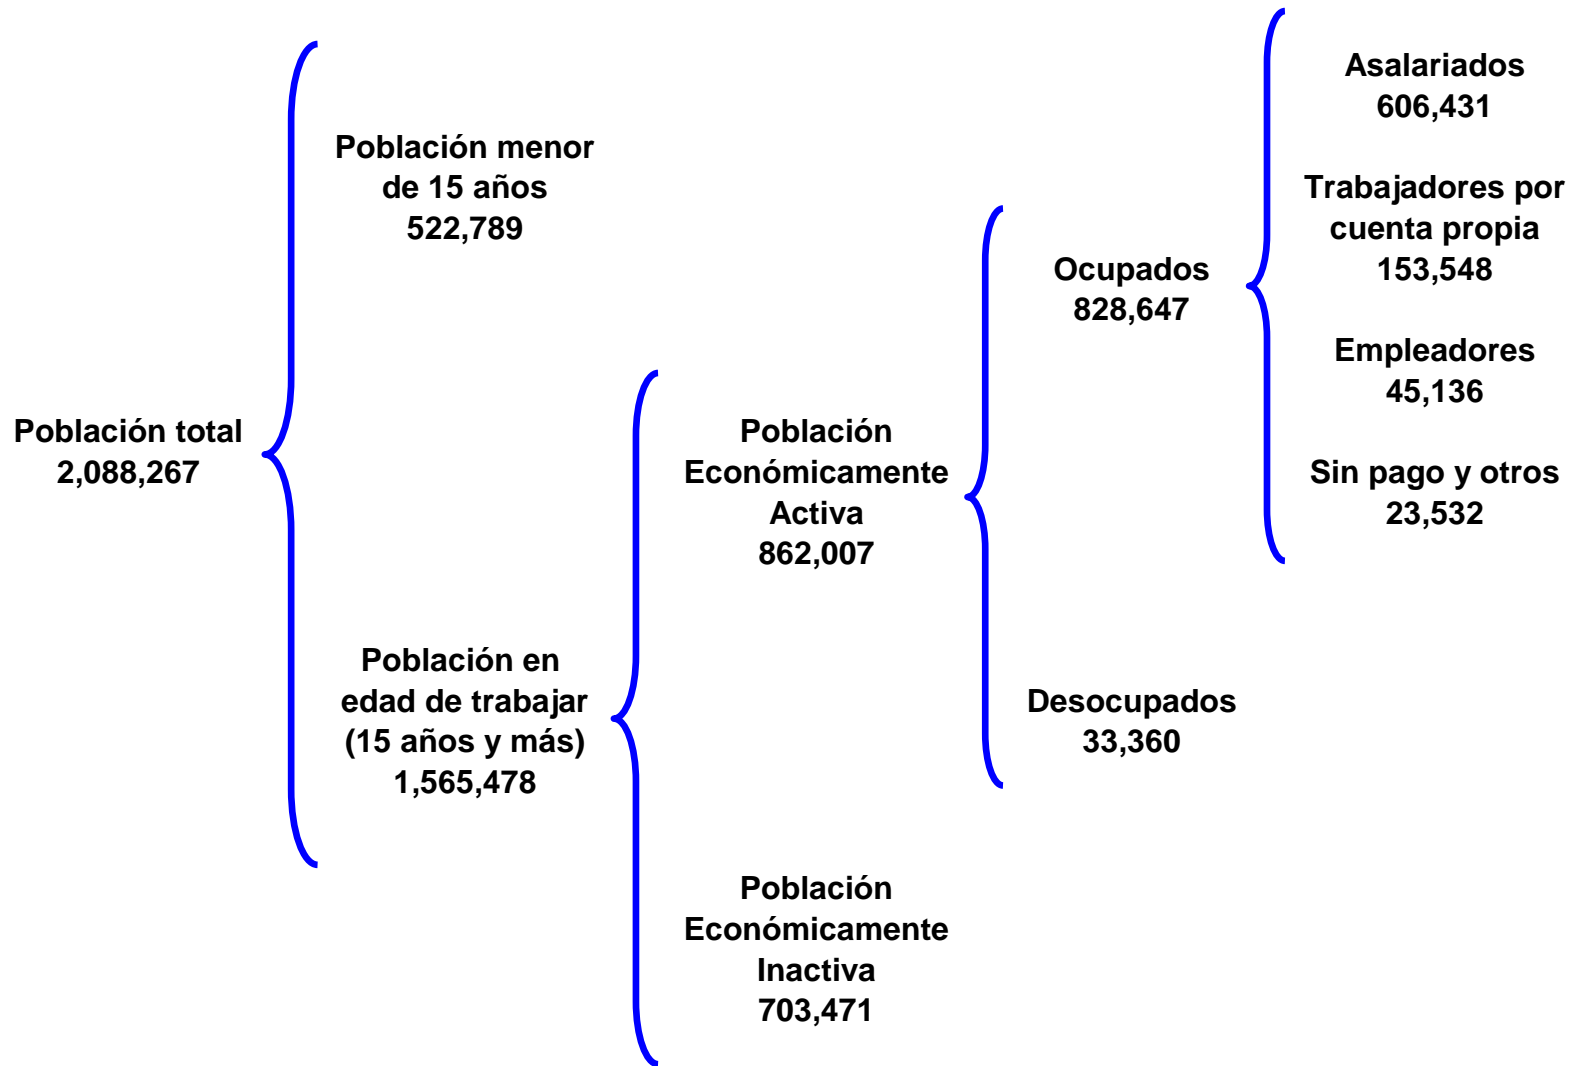 Población total
2,088,267
Población menor
de 15 años
522,789
Población en
edad de trabajar
(15 años y más)
1,565,478
Población
Económicamente
Activa
862,007
Población
Económicamente
Inactiva
703,471
Ocupados
828,647
Desocupados
33,360
Asalariados
606,431
Trabajadores por
cuenta propia
153,548
Empleadores
45,136
Sin pago y otros
23,532